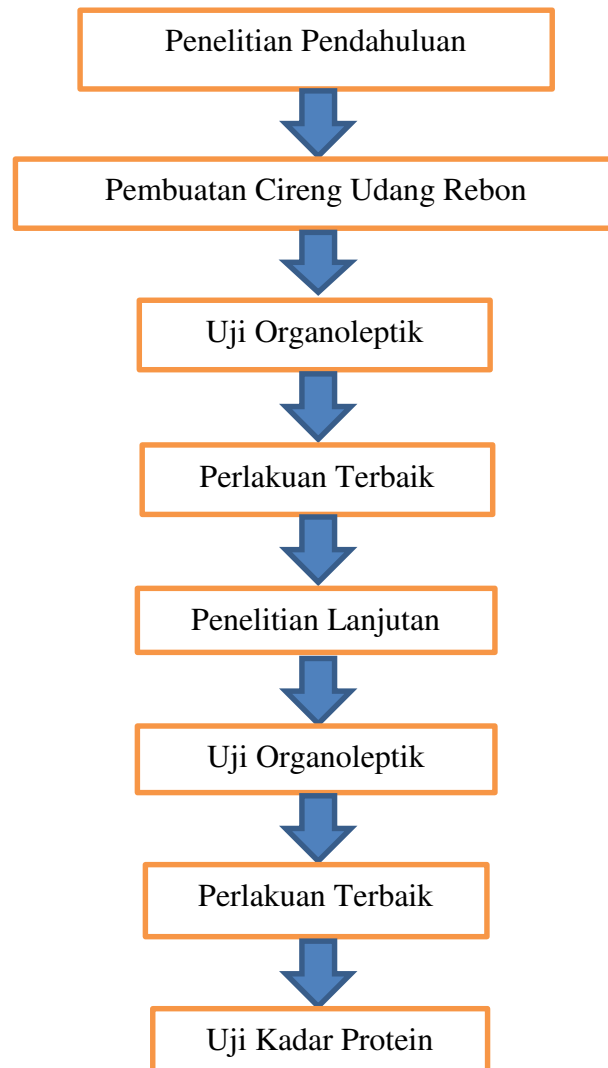 Penelitian Pendahuluan
Pembuatan Cireng Udang Rebon
Uji Organoleptik
Perlakuan Terbaik
Penelitian Lanjutan
Uji Organoleptik
Perlakuan Terbaik
Uji Kadar Protein